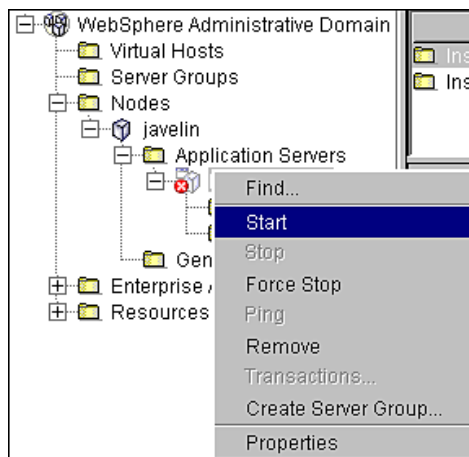 WebSphere Administrative Domain
Virtual Hosts
Server Groups
Nodes
javelin
Application Servers
Gen
Enterprise
Resources
Ins
Ins
Find...
Start
Stop
Force Stop
Ping
Remove
Transactions...
Create Server Group...
Properties